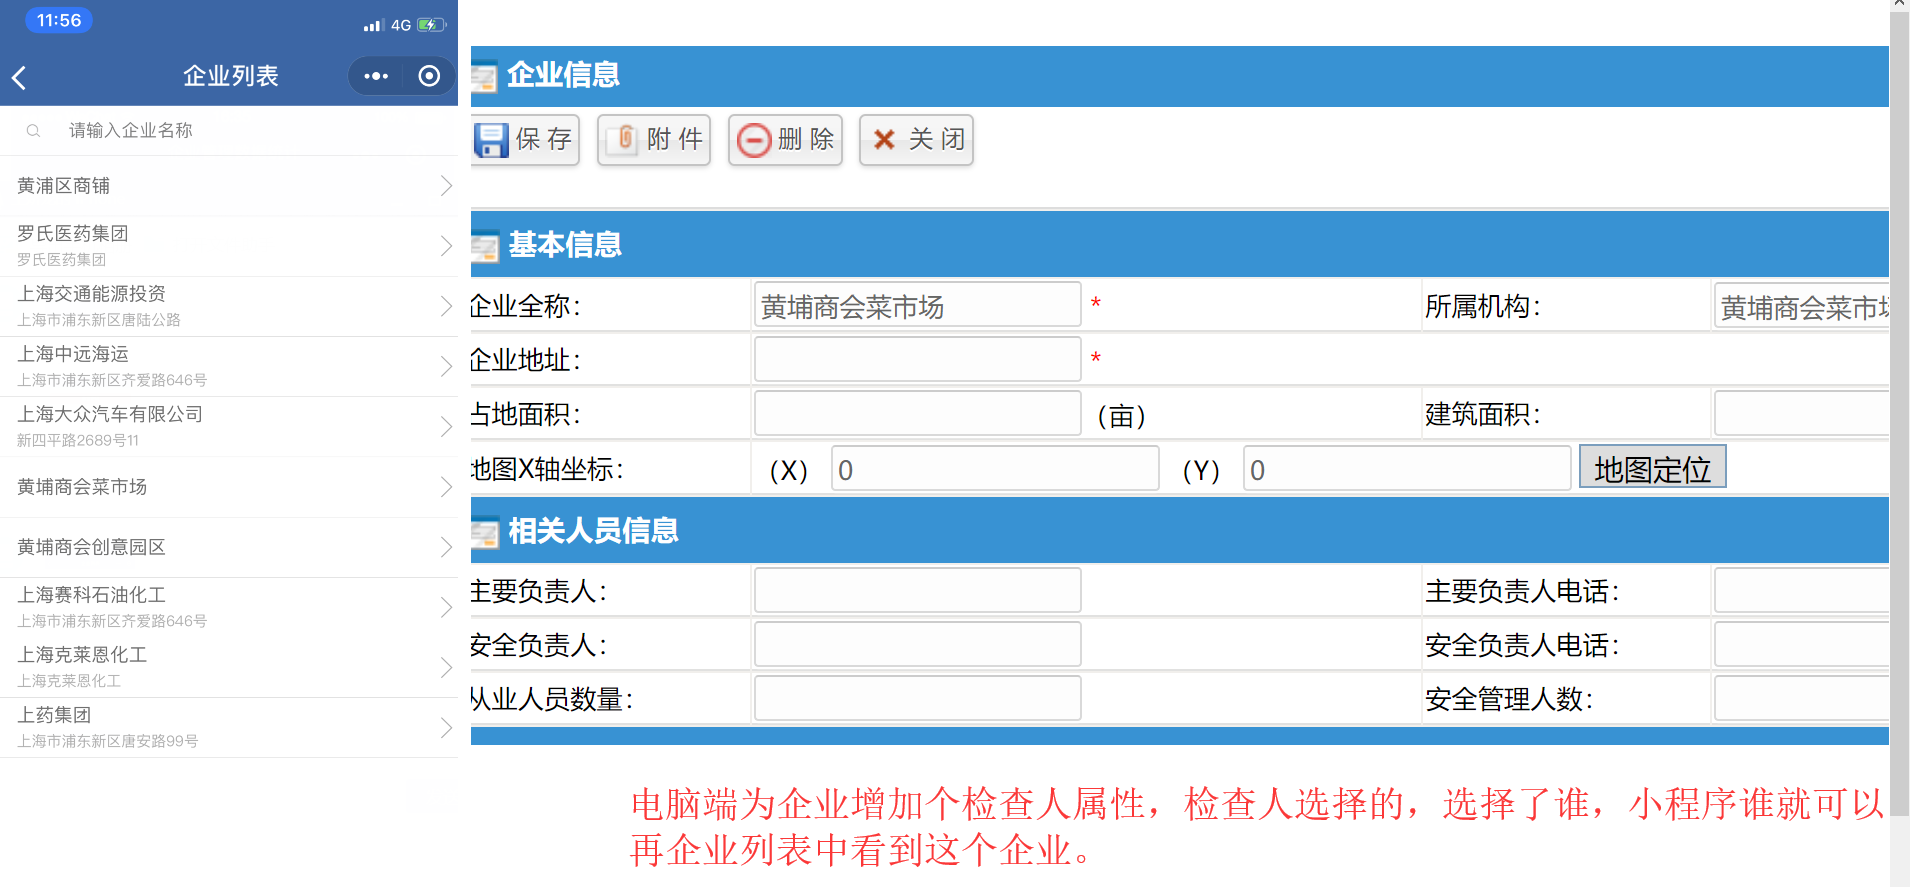 11:56
4G
企业列表
请输入企业名称
黄浦区商铺
罗氏医药集团
罗氏医药集团
上海交通能源投资
上海市浦东新区唐陆公路
上海中远海运
上海市浦东新区齐爱路646号
上海大众汽车有限公司
新四平路2689号11
黄埔商会菜市场
黄埔商会创意园区
上海赛科石油化工
上海市浦东新区齐爱路646号
上海克莱恩化工
上海克莱恩化工
上药集团
上海市浦东新区唐安路99号
企业信息
保存 附件 删除 关闭
基本信息
企业全称： 黄埔商会菜市场 * 所属机构： 黄埔商会菜市场
企业地址： *
占地面积： （亩） 建筑面积：
地图X轴坐标： （X） 0 （Y） 0 地图定位
相关人员信息
主要负责人： 主要负责人电话：
安全负责人： 安全负责人电话：
从业人员数量： 安全管理人数：
电脑端为企业增加个检查人属性，检查人选择的，选择了谁，小程序谁就可以
再企业列表中看到这个企业。